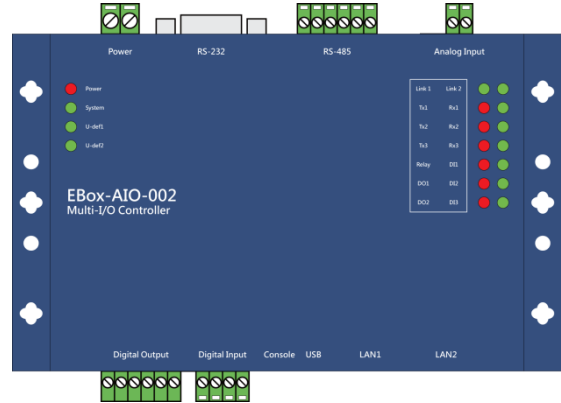 Power RS-232 RS-485 Analog Input
Power
System
U-def1
U-def2
Link 1 Link 2
Tx1 Rx1
Tx2 Rx2
Tx3 Rx3
Relay DI1
DO1 DI2
DO2 DI3
EBox-AIO-002
Multi-I/O Controller
Digital Output Digital Input Console USB LAN1 LAN2